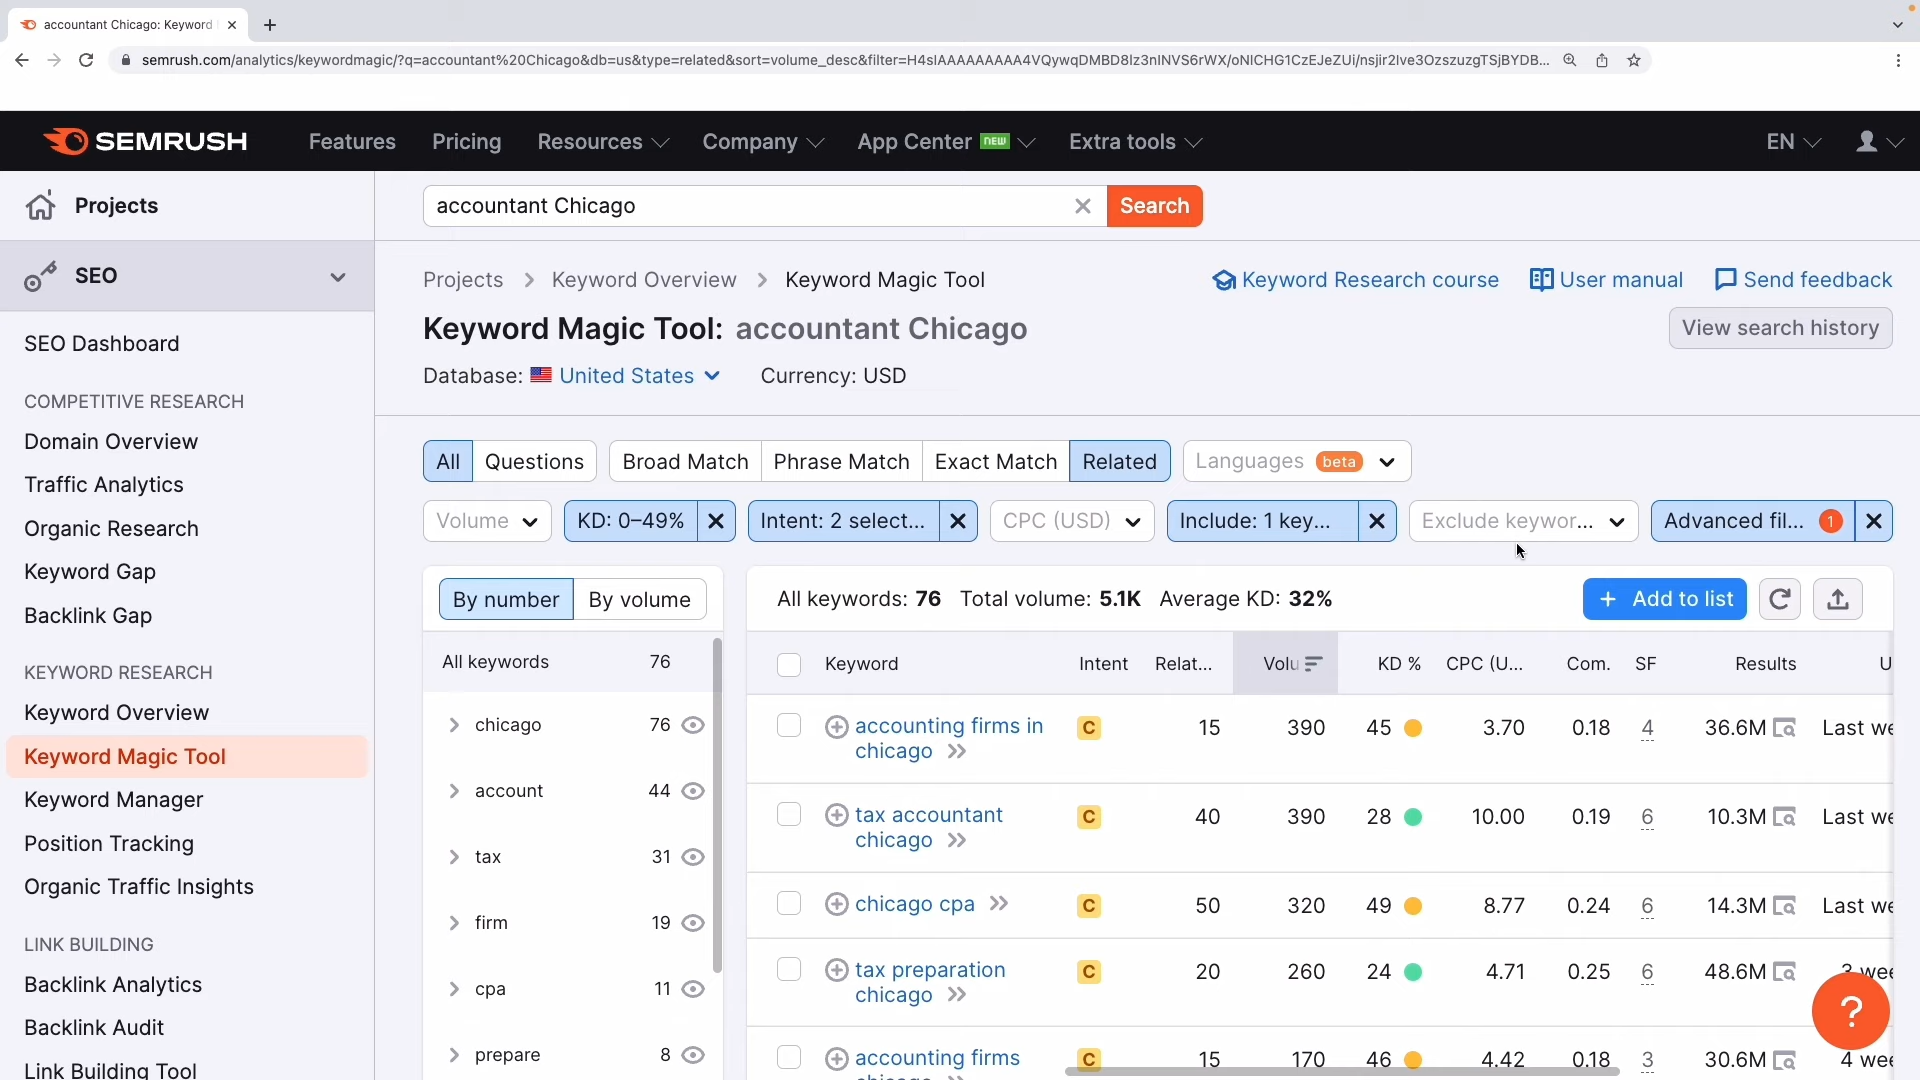 accountant Chicago: Keyword
semrush.com/analytics/keywordmagic/?q=accountant%20Chicago&db=us&type=related&sort=volume_desc&filter=
SEMRUSH
Features
Pricing
Resources
Company
App Center new
Extra tools
EN
Projects
accountant Chicago
Search
SEO
Projects > Keyword Overview > Keyword Magic Tool
Keyword Research course
User manual
Send feedback
Keyword Magic Tool: accountant Chicago
View search history
Database: United States
Currency: USD
SEO Dashboard
COMPETITIVE RESEARCH
Domain Overview
Traffic Analytics
Organic Research
Keyword Gap
Backlink Gap
KEYWORD RESEARCH
Keyword Overview
Keyword Magic Tool
Keyword Manager
Position Tracking
Organic Traffic Insights
LINK BUILDING
Backlink Analytics
Backlink Audit
Link Building Tool
All
Questions
Broad Match
Phrase Match
Exact Match
Related
Languages beta
Volume
KD: 0–49%
Intent: 2 select...
CPC (USD)
Include: 1 key...
Exclude keywor...
Advanced fil... 1
By number
By volume
All keywords 76
chicago 76
account 44
tax 31
firm 19
cpa 11
prepare 8
All keywords: 76 Total volume: 5.1K Average KD: 32%
+ Add to list
Keyword Intent Relat... Volu KD % CPC (U... Com. SF Results U
accounting firms in C 15 390 45 3.70 0.18 4 36.6M Last we
chicago
tax accountant C 40 390 28 10.00 0.19 6 10.3M Last we
chicago
chicago cpa C 50 320 49 8.77 0.24 6 14.3M Last we
tax preparation C 20 260 24 4.71 0.25 6 48.6M 3 wee
chicago
accounting firms C 15 170 46 4.42 0.18 3 30.6M 4 wee
?